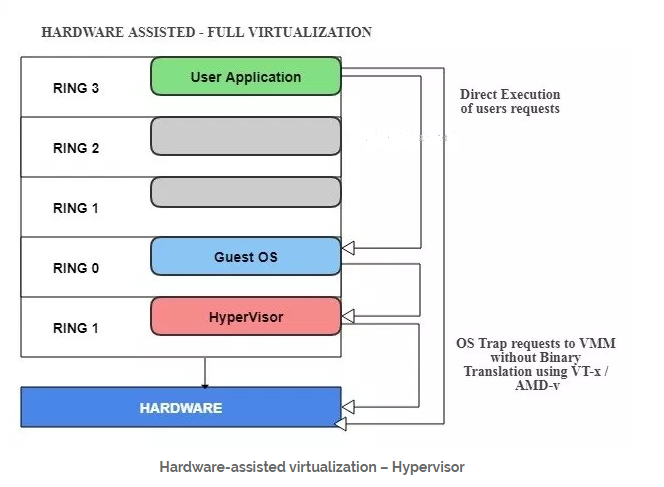 HARDWARE ASSISTED - FULL VIRTUALIZATION
RING 3
User Application
Direct Execution
of users requests
RING 2
RING 1
RING 0
Guest OS
RING 1
HyperVisor
OS Trap requests to VMM
without Binary
Translation using VT-x /
AMD-v
HARDWARE
Hardware-assisted virtualization – Hypervisor